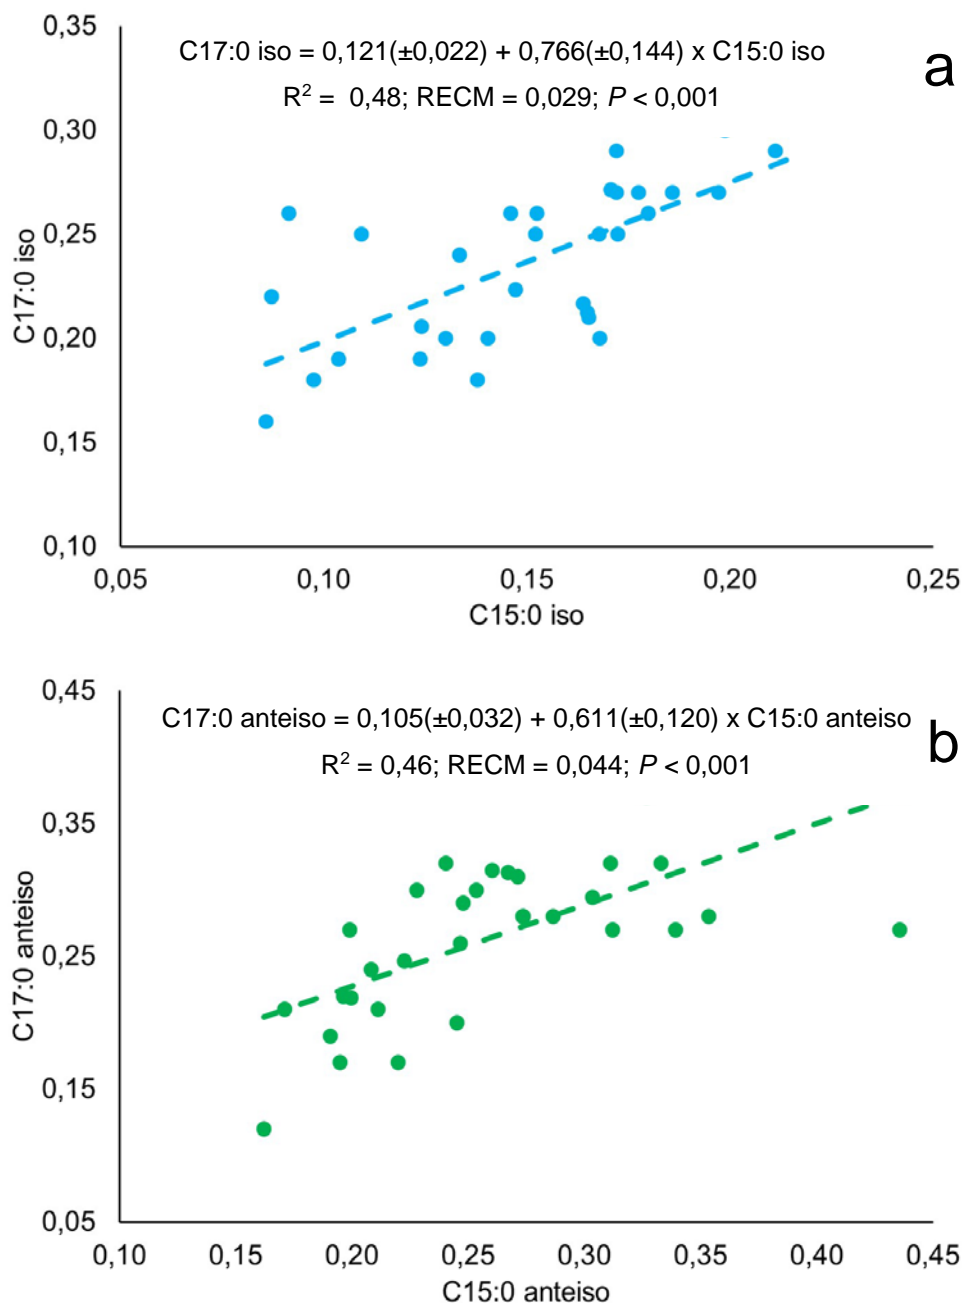 0,35
C17:0 iso = 0,121(±0,022) + 0,766(±0,144) x C15:0 iso
a
R² = 0,48; RECM = 0,029; P < 0,001
0,30
0,25
C17:0 iso
0,20
0,15
0,10
0,05 0,10 0,15 0,20 0,25
C15:0 iso
0,45
C17:0 anteiso = 0,105(±0,032) + 0,611(±0,120) x C15:0 anteiso
b
R² = 0,46; RECM = 0,044; P < 0,001
0,35
0,25
C17:0 anteiso
0,15
0,05
0,10 0,15 0,20 0,25 0,30 0,35 0,40 0,45
C15:0 anteiso